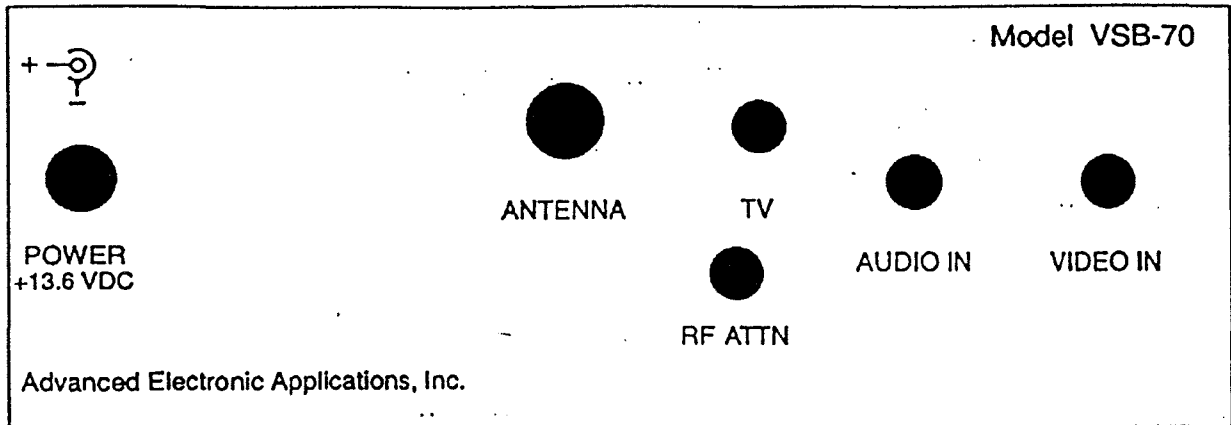 Model VSB-70
+
-
ANTENNA
TV
POWER
+13.6 VDC
AUDIO IN
VIDEO IN
RF ATTN
Advanced Electronic Applications, Inc.